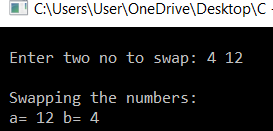 C:\Users\User\OneDrive\Desktop\C
Enter two no to swap: 4 12
Swapping the numbers:
a= 12 b= 4